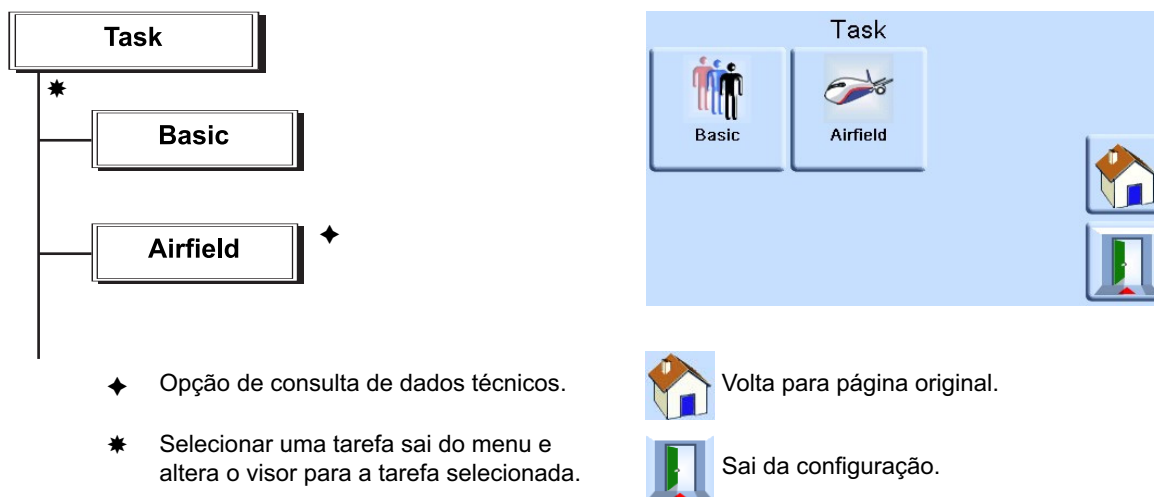 Task
Basic
Airfield
Opção de consulta de dados técnicos.
Selecionar uma tarefa sai do menu e
altera o visor para a tarefa selecionada.
Task
Basic Airfield
Volta para página original.
Sai da configuração.